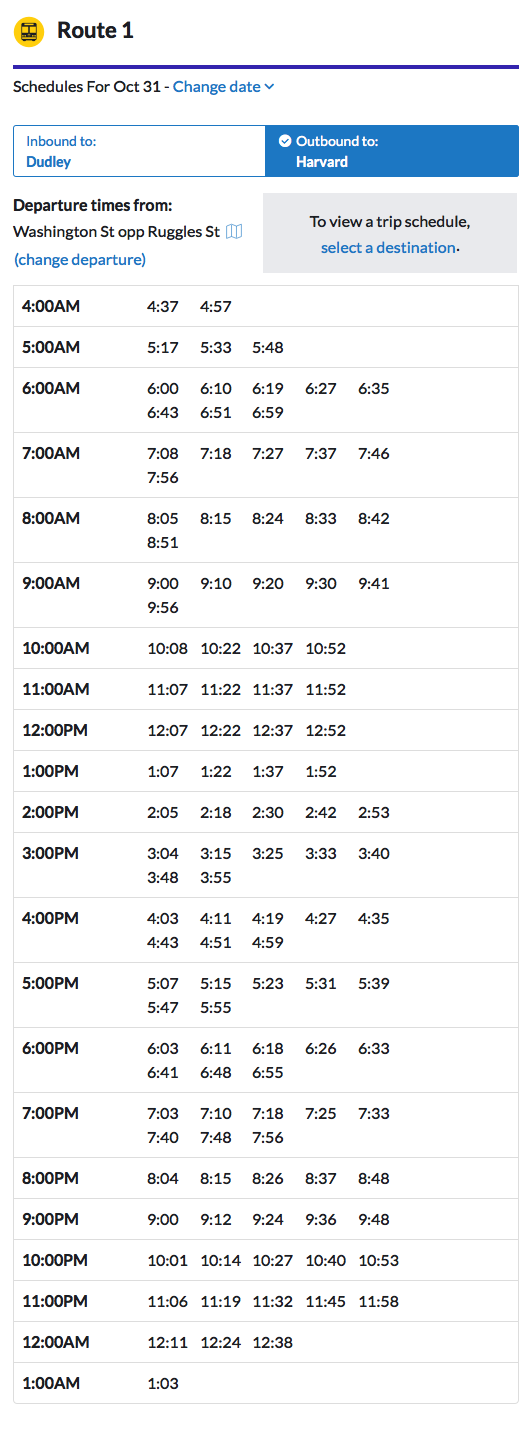 Route 1
Schedules For Oct 31 - Change date
Inbound to:
Dudley
Outbound to:
Harvard
Departure times from:
Washington St opp Ruggles St
(change departure)
To view a trip schedule,
select a destination.
4:00AM 4:37 4:57
5:00AM 5:17 5:33 5:48
6:00AM 6:00 6:10 6:19 6:27 6:35
6:43 6:51 6:59
7:00AM 7:08 7:18 7:27 7:37 7:46
7:56
8:00AM 8:05 8:15 8:24 8:33 8:42
8:51
9:00AM 9:00 9:10 9:20 9:30 9:41
9:56
10:00AM 10:08 10:22 10:37 10:52
11:00AM 11:07 11:22 11:37 11:52
12:00PM 12:07 12:22 12:37 12:52
1:00PM 1:07 1:22 1:37 1:52
2:00PM 2:05 2:18 2:30 2:42 2:53
3:00PM 3:04 3:15 3:25 3:33 3:40
3:48 3:55
4:00PM 4:03 4:11 4:19 4:27 4:35
4:43 4:51 4:59
5:00PM 5:07 5:15 5:23 5:31 5:39
5:47 5:55
6:00PM 6:03 6:11 6:18 6:26 6:33
6:41 6:48 6:55
7:00PM 7:03 7:10 7:18 7:25 7:33
7:40 7:48 7:56
8:00PM 8:04 8:15 8:26 8:37 8:48
9:00PM 9:00 9:12 9:24 9:36 9:48
10:00PM 10:01 10:14 10:27 10:40 10:53
11:00PM 11:06 11:19 11:32 11:45 11:58
12:00AM 12:11 12:24 12:38
1:00AM 1:03